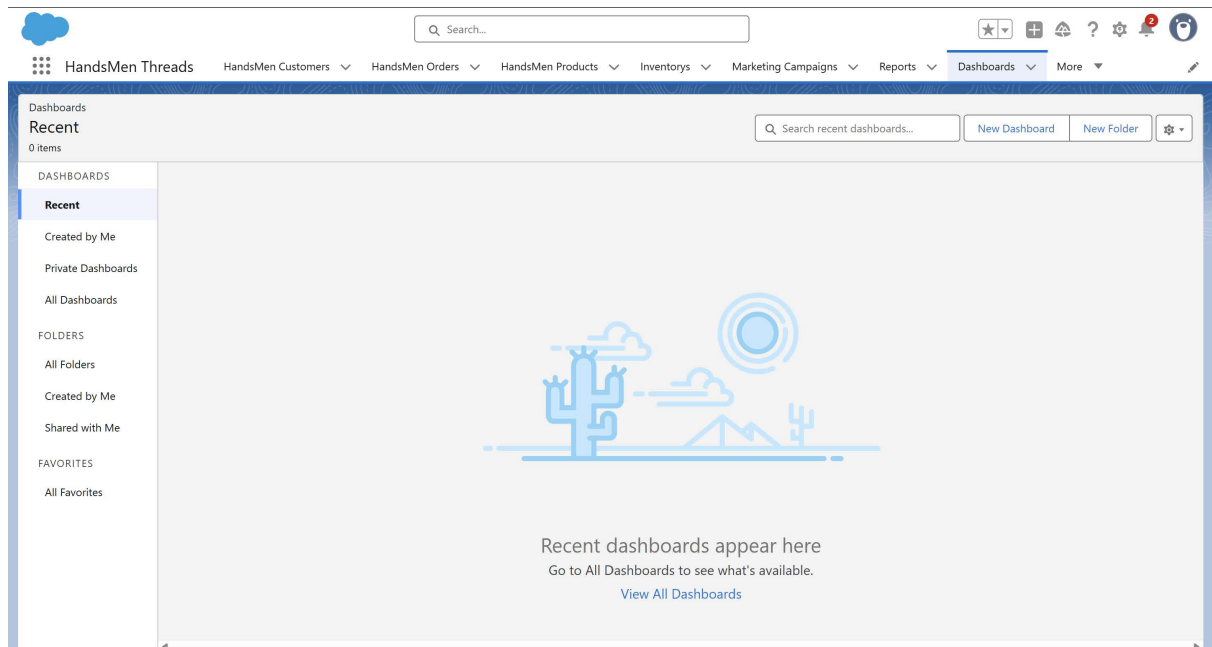 Search...
2
HandsMen Threads HandsMen Customers HandsMen Orders HandsMen Products Inventorys Marketing Campaigns Reports Dashboards More
Dashboards
Recent
0 items
Search recent dashboards...
New Dashboard
New Folder
DASHBOARDS
Recent
Created by Me
Private Dashboards
All Dashboards
FOLDERS
All Folders
Created by Me
Shared with Me
FAVORITES
All Favorites
Recent dashboards appear here
Go to All Dashboards to see what's available.
View All Dashboards